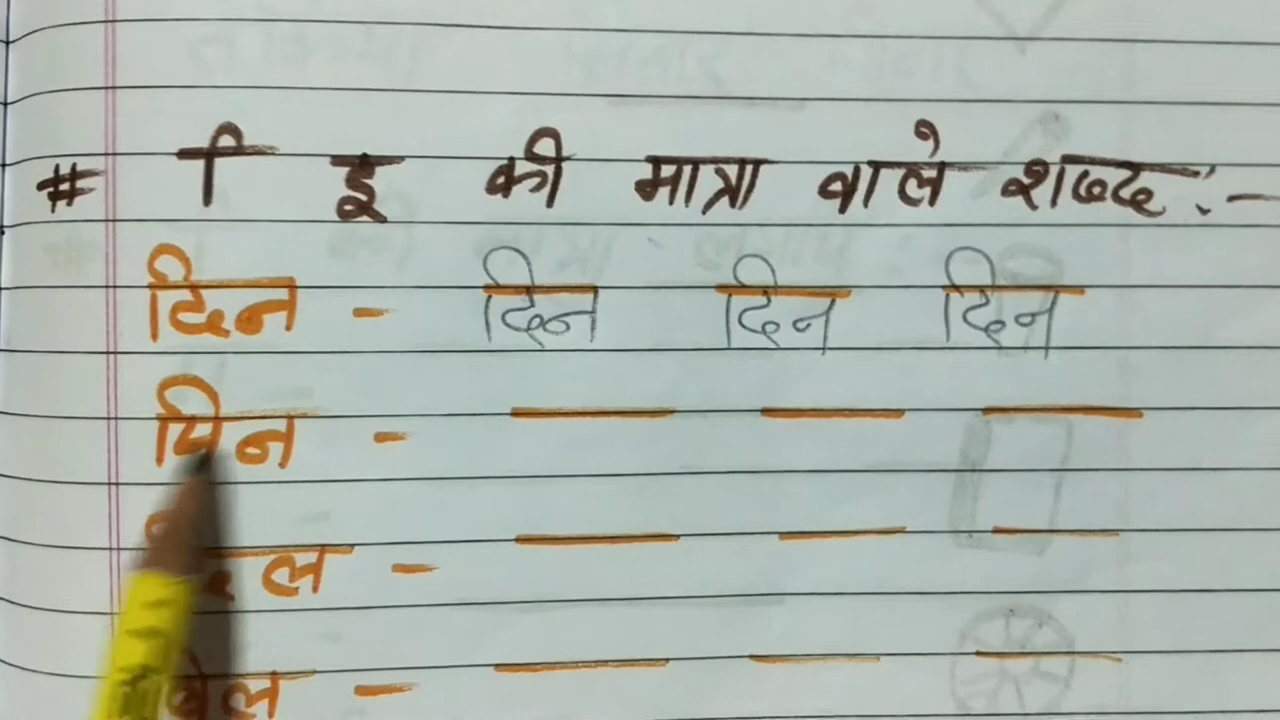 # ि इ की मात्रा वाले शब्द :-
दिन - दिन दिन दिन
पिन -
-
-